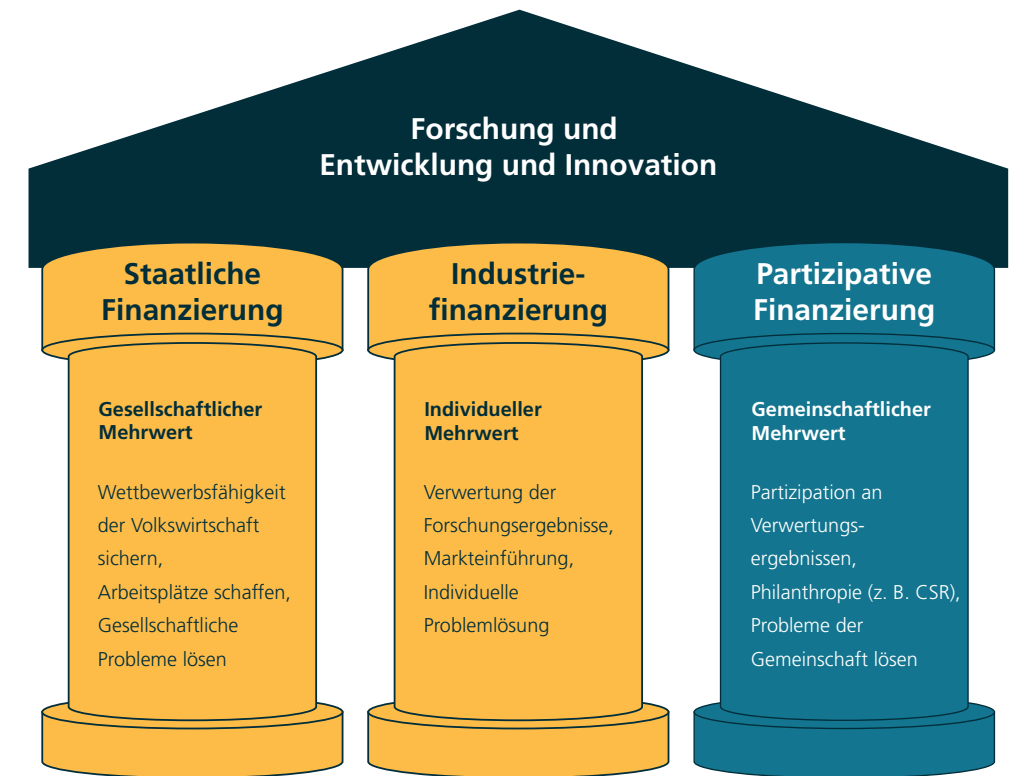 Forschung und
Entwicklung und Innovation
Staatliche
Finanzierung
Gesellschaftlicher
Mehrwert
Wettbewerbsfähigkeit
der Volkswirtschaft
sichern,
Arbeitsplätze schaffen,
Gesellschaftliche
Probleme lösen
Industrie-
finanzierung
Individueller
Mehrwert
Verwertung der
Forschungsergebnisse,
Markteinführung,
Individuelle
Problemlösung
Partizipative
Finanzierung
Gemeinschaftlicher
Mehrwert
Partizipation an
Verwertungs-
ergebnissen,
Philanthropie (z. B. CSR),
Probleme der
Gemeinschaft lösen